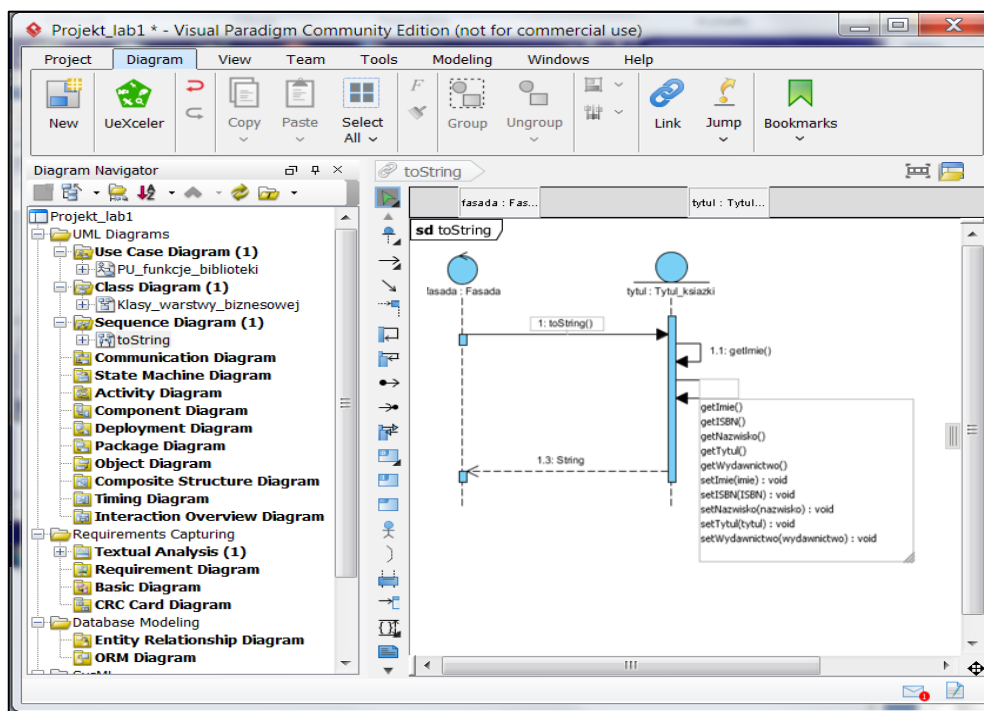 Projekt_lab1 * - Visual Paradigm Community Edition (not for commercial use)
Project Diagram View Team Tools Modeling Windows Help
New UeXceler Copy Paste Select All Group Ungroup Link Jump Bookmarks
Diagram Navigator
toString
fasada : Fas... tytul : Tytul...
Projekt_lab1
UML Diagrams
Use Case Diagram (1)
PU_funkcje_biblioteki
Class Diagram (1)
Klasy_warstwy_biznesowej
Sequence Diagram (1)
toString
Communication Diagram
State Machine Diagram
Activity Diagram
Component Diagram
Deployment Diagram
Package Diagram
Object Diagram
Composite Structure Diagram
Timing Diagram
Interaction Overview Diagram
Requirements Capturing
Textual Analysis (1)
Requirement Diagram
Basic Diagram
CRC Card Diagram
Database Modeling
Entity Relationship Diagram
ORM Diagram
sd toString
fasada : Fasada
tytul : Tytul_ksiazki
1: toString()
1.1: getImie()
getImie()
getISBN()
getNazwisko()
getTytul()
getWydawnictwo()
setImie(imie) : void
setISBN(ISBN) : void
setNazwisko(nazwisko) : void
setTytul(tytul) : void
setWydawnictwo(wydawnictwo) : void
1.3: String